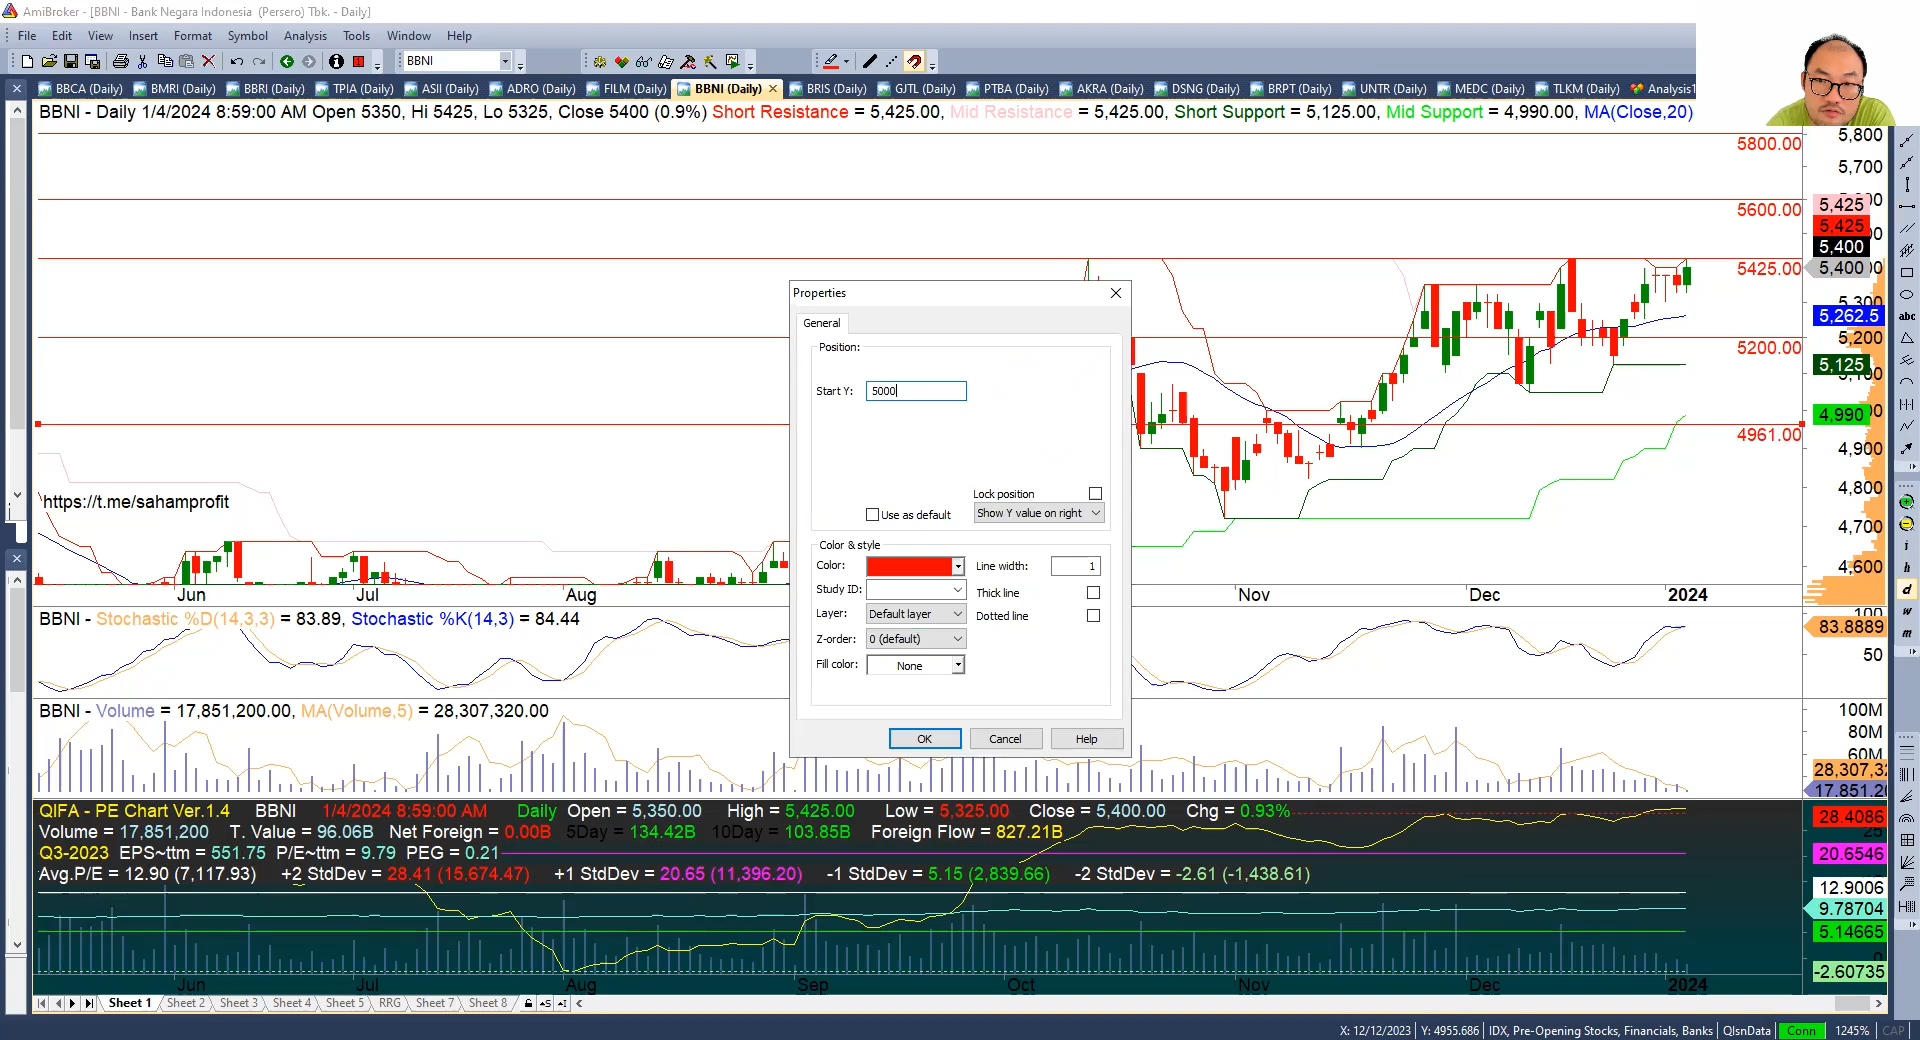 AmiBroker - [BBNI - Bank Negara Indonesia (Persero) Tbk. - Daily]
File Edit View Insert Format Symbol Analysis Tools Window Help
BBNI
BBCA (Daily) BMRI (Daily) BBRI (Daily) TPIA (Daily) ASII (Daily) ADRO (Daily) FILM (Daily) BBNI (Daily) BRIS (Daily) GJTL (Daily) PTBA (Daily) AKRA (Daily) DSNG (Daily) BRPT (Daily) UNTR (Daily) MEDC (Daily) TLKM (Daily) Analysis1
BBNI - Daily 1/4/2024 8:59:00 AM Open 5350, Hi 5425, Lo 5325, Close 5400 (0.9%) Short Resistance = 5,425.00, Mid Resistance = 5,425.00, Short Support = 5,125.00, Mid Support = 4,990.00, MA(Close,20)
5800.00
5600.00
5425.00
5200.00
4961.00
5,800
5,700
5,425
5,425
5,400
5,400
5,300
5,262.5
5,200
5,125
4,990
4,900
4,800
4,700
4,600
abc
Properties
General
Position:
Start Y: 5000
Lock position
Use as default Show Y value on right
Color & style
Color: Line width: 1
Study ID: Thick line
Layer: Default layer Dotted line
Z-order: 0 (default)
Fill color: None
OK Cancel Help
https://t.me/sahamprofit
Jun Jul Aug Nov Dec 2024
i
h
d
w
m
BBNI - Stochastic %D(14,3,3) = 83.89, Stochastic %K(14,3) = 84.44
100
83.8889
50
BBNI - Volume = 17,851,200.00, MA(Volume,5) = 28,307,320.00
100M
80M
60M
28,307,32
17,851,20
QIFA - PE Chart Ver.1.4 BBNI 1/4/2024 8:59:00 AM Daily Open = 5,350.00 High = 5,425.00 Low = 5,325.00 Close = 5,400.00 Chg = 0.93%
Volume = 17,851,200 T. Value = 96.06B Net Foreign = 0.00B 5Day = 134.42B 10Day = 103.85B Foreign Flow = 827.21B
Q3-2023 EPS~ttm = 551.75 P/E~ttm = 9.79 PEG = 0.21
Avg.P/E = 12.90 (7,117.93) +2 StdDev = 28.41 (15,674.47) +1 StdDev = 20.65 (11,396.20) -1 StdDev = 5.15 (2,839.66) -2 StdDev = -2.61 (-1,438.61)
28.4086
25
20.6546
12.9006
9.78704
5.14665
0
-2.60735
Jun Jul Aug Sep Oct Nov Dec 2024
Sheet 1 Sheet 2 Sheet 3 Sheet 4 Sheet 5 RRG Sheet 7 Sheet 8
X: 12/12/2023 Y: 4955.686 IDX, Pre-Opening Stocks, Financials, Banks QlsnData Conn 1245% CAP